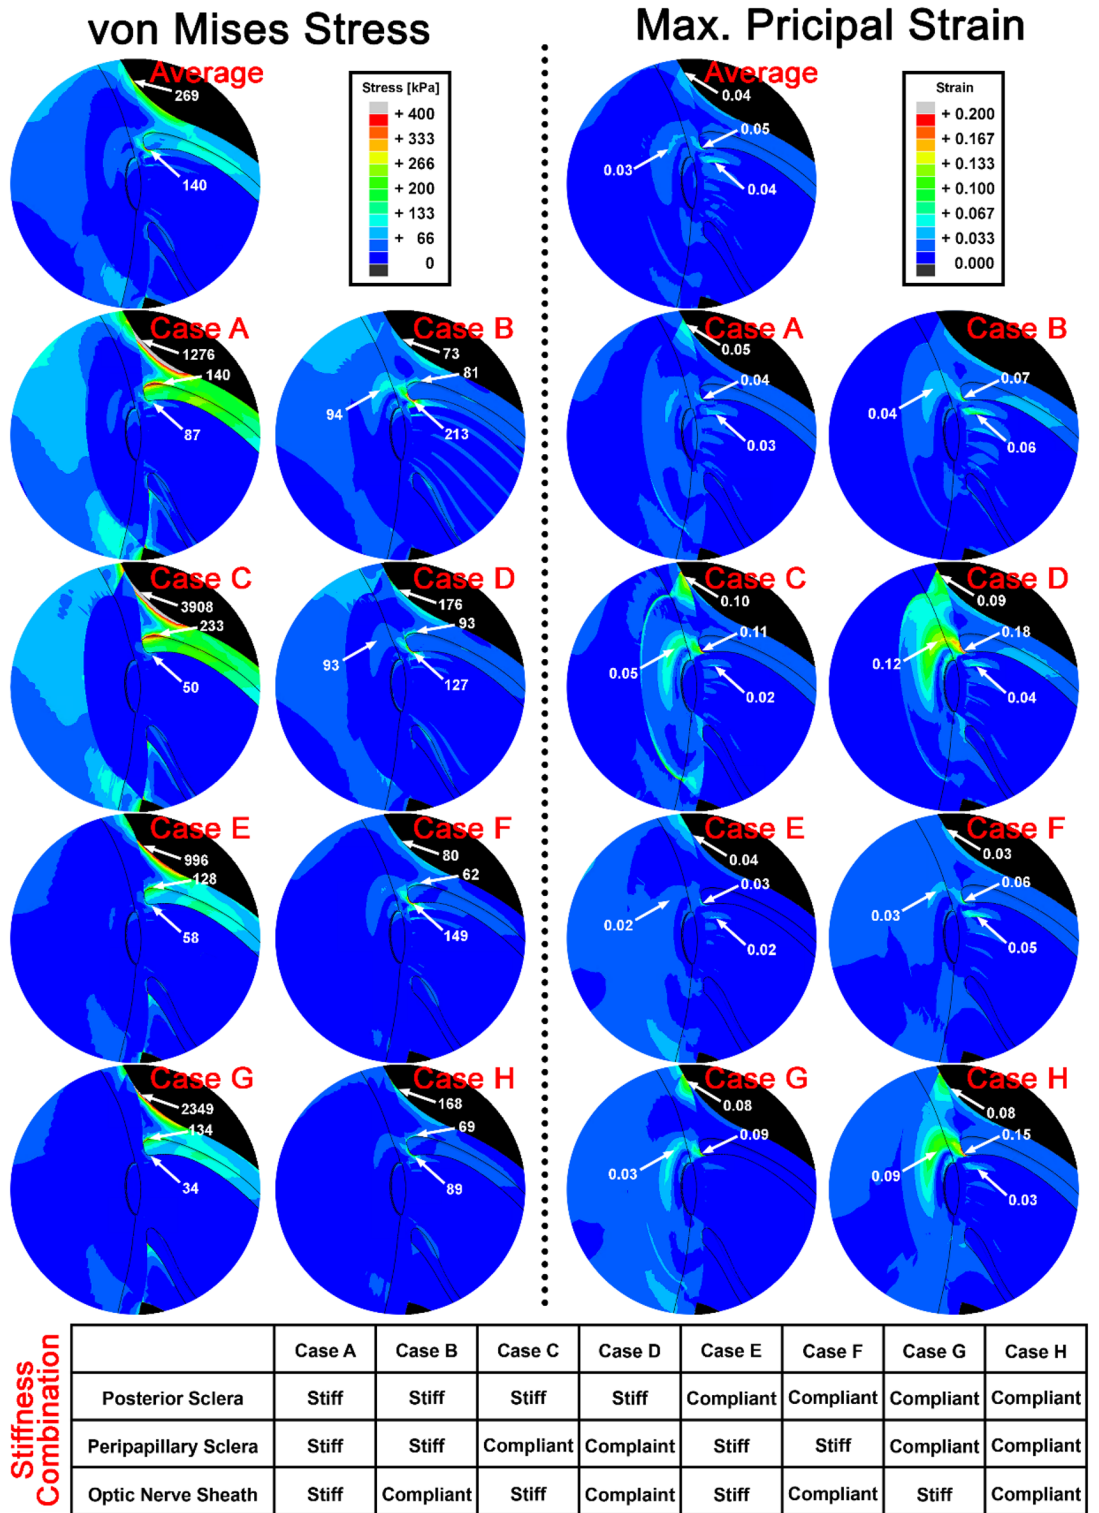 von Mises Stress
Max. Pricipal Strain
Average
269
140
Stress [kPa]
+ 400
+ 333
+ 266
+ 200
+ 133
+ 66
0
Average
0.04
0.05
0.03
0.04
Strain
+ 0.200
+ 0.167
+ 0.133
+ 0.100
+ 0.067
+ 0.033
0.000
Case A
1276
140
87
Case B
73
81
94
213
Case A
0.05
0.04
0.03
Case B
0.07
0.04
0.06
Case C
3908
233
50
Case D
176
93
93
127
Case C
0.10
0.11
0.05
0.02
Case D
0.09
0.18
0.12
0.04
Case E
996
128
58
Case F
80
62
149
Case E
0.04
0.03
0.02
0.02
Case F
0.03
0.06
0.03
0.05
Case G
2349
134
34
Case H
168
69
89
Case G
0.08
0.09
0.03
Case H
0.08
0.15
0.09
0.03
Stiffness
Combination
Case A Case B Case C Case D Case E Case F Case G Case H
Posterior Sclera Stiff Stiff Stiff Stiff Compliant Compliant Compliant Compliant
Peripapillary Sclera Stiff Stiff Compliant Complaint Stiff Stiff Compliant Compliant
Optic Nerve Sheath Stiff Compliant Stiff Complaint Stiff Compliant Stiff Compliant